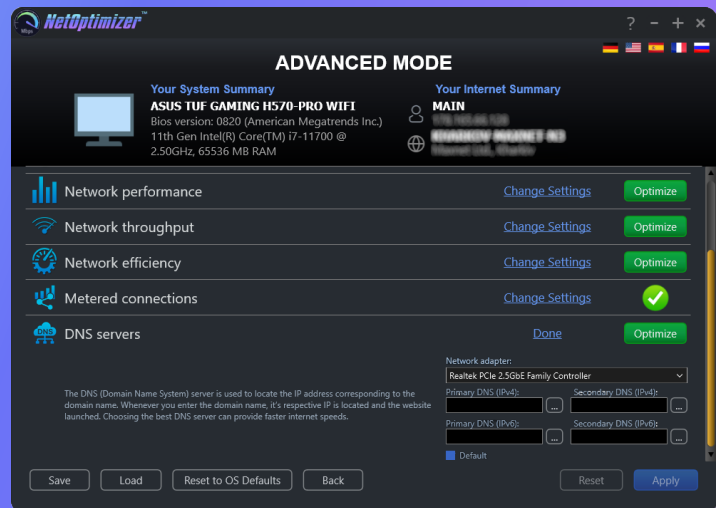 Mbps
NetOptimizer™
? - + ×
ADVANCED MODE
Your System Summary
ASUS TUF GAMING H570-PRO WIFI
Bios version: 0820 (American Megatrends Inc.)
11th Gen Intel(R) Core(TM) i7-11700 @
2.50GHz, 65536 MB RAM
Your Internet Summary
MAIN
Network performance Change Settings Optimize
Network throughput Change Settings Optimize
Network efficiency Change Settings Optimize
Metered connections Change Settings
DNS
DNS servers Done Optimize
The DNS (Domain Name System) server is used to locate the IP address corresponding to the
domain name. Whenever you enter the domain name, it's respective IP is located and the website
launched. Choosing the best DNS server can provide faster internet speeds.
Network adapter:
Realtek PCIe 2.5GbE Family Controller
Primary DNS (IPv4): Secondary DNS (IPv4):
... ...
Primary DNS (IPv6): Secondary DNS (IPv6):
... ...
Default
Save Load Reset to OS Defaults Back Reset Apply